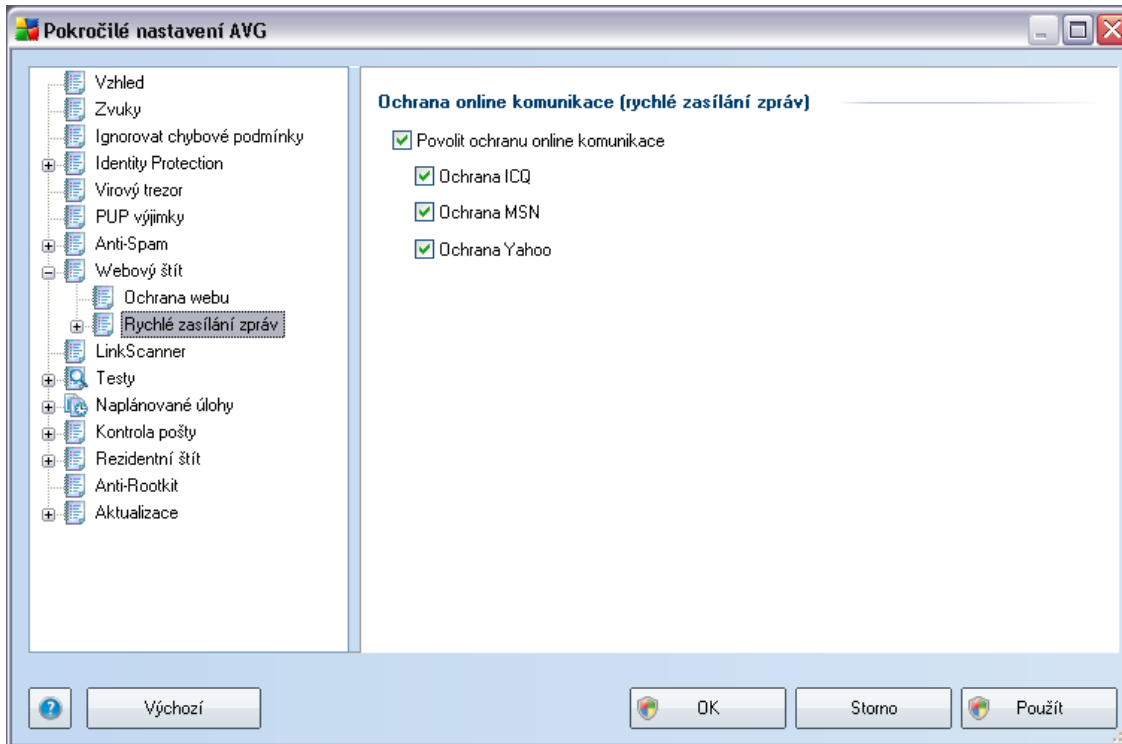 Pokročilé nastavení AVG
Vzhled
Zvuky
Ignorovat chybové podmínky
Identity Protection
Virový trezor
PUP výjimky
Anti-Spam
Webový štít
Ochrana webu
Rychlé zasílání zpráv
LinkScanner
Testy
Naplánované úlohy
Kontrola pošty
Rezidentní štít
Anti-Rootkit
Aktualizace
Ochrana online komunikace (rychlé zasílání zpráv)
Povolit ochranu online komunikace
Ochrana ICQ
Ochrana MSN
Ochrana Yahoo
Výchozí
OK
Storno
Použít